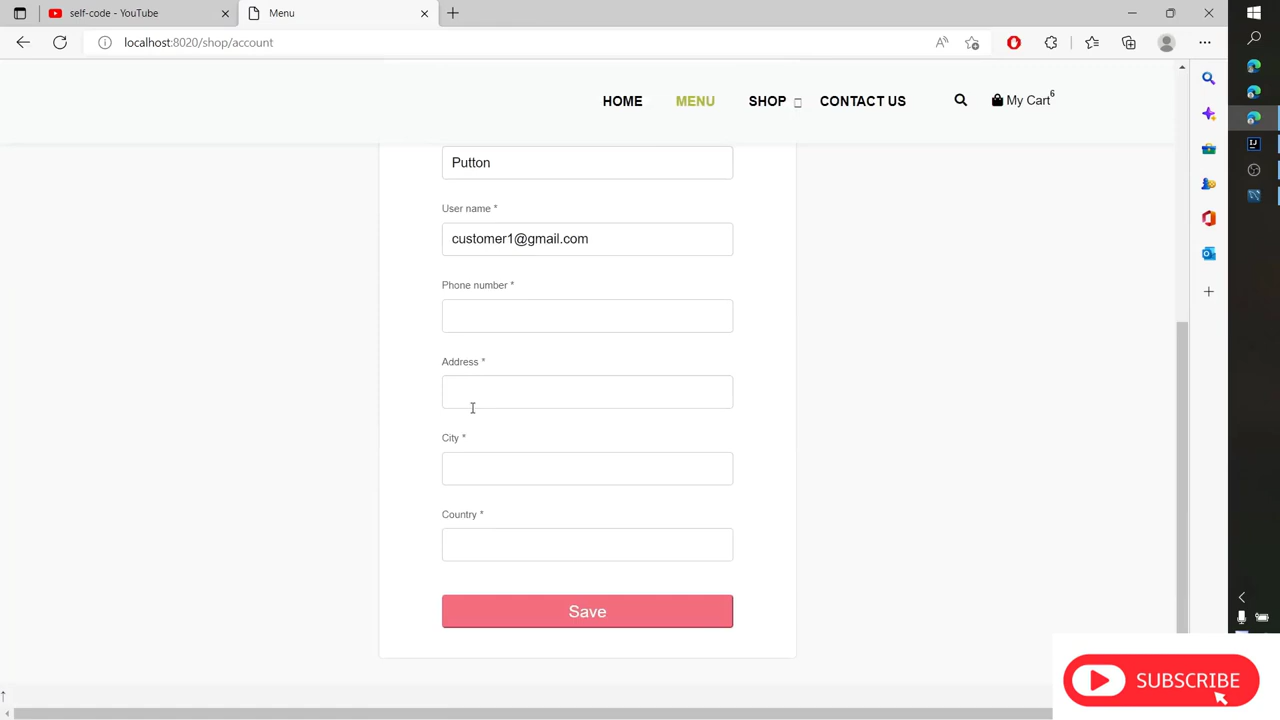 self-code - YouTube
Menu
localhost:8020/shop/account
HOME
MENU
SHOP
CONTACT US
My Cart 6
Putton
User name *
customer1@gmail.com
Phone number *
Address *
City *
Country *
Save
SUBSCRIBE